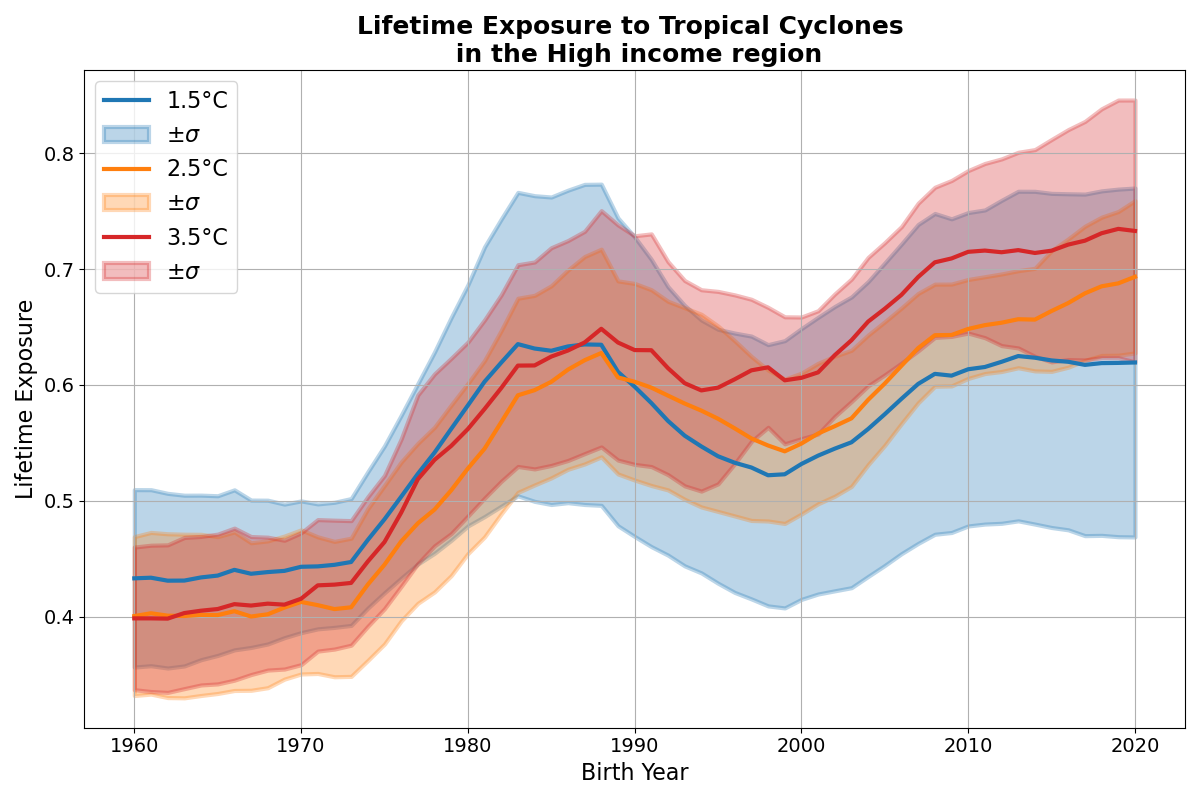 Lifetime Exposure to Tropical Cyclones
in the High income region
1.5°C
±σ
2.5°C
±σ
3.5°C
±σ
Lifetime Exposure
0.8
0.7
0.6
0.5
0.4
1960 1970 1980 1990 2000 2010 2020
Birth Year